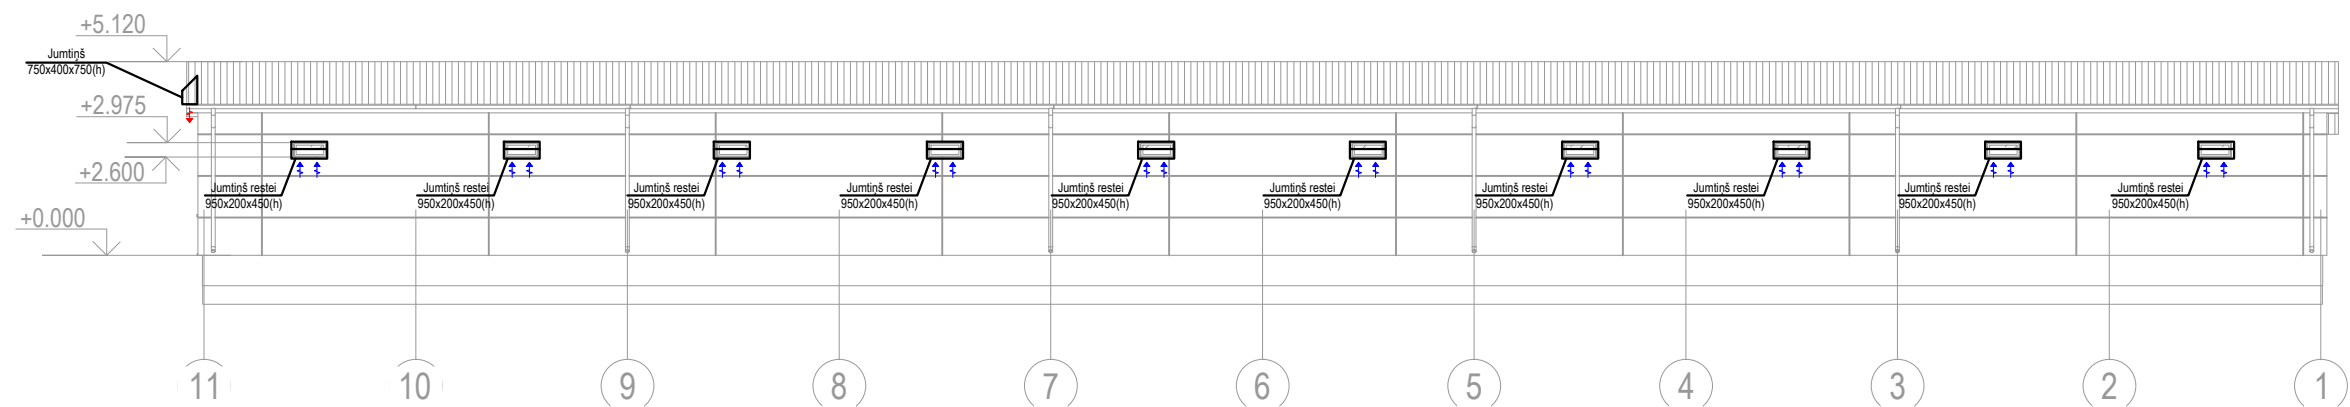 +5.120
Jumtiņš
750x400x750(h)
+2.975
+2.600
+0.000
Jumtiņš restei
950x200x450(h)
Jumtiņš restei
950x200x450(h)
Jumtiņš restei
950x200x450(h)
Jumtiņš restei
950x200x450(h)
Jumtiņš restei
950x200x450(h)
Jumtiņš restei
950x200x450(h)
Jumtiņš restei
950x200x450(h)
Jumtiņš restei
950x200x450(h)
Jumtiņš restei
950x200x450(h)
Jumtiņš restei
950x200x450(h)
11
10
9
8
7
6
5
4
3
2
1